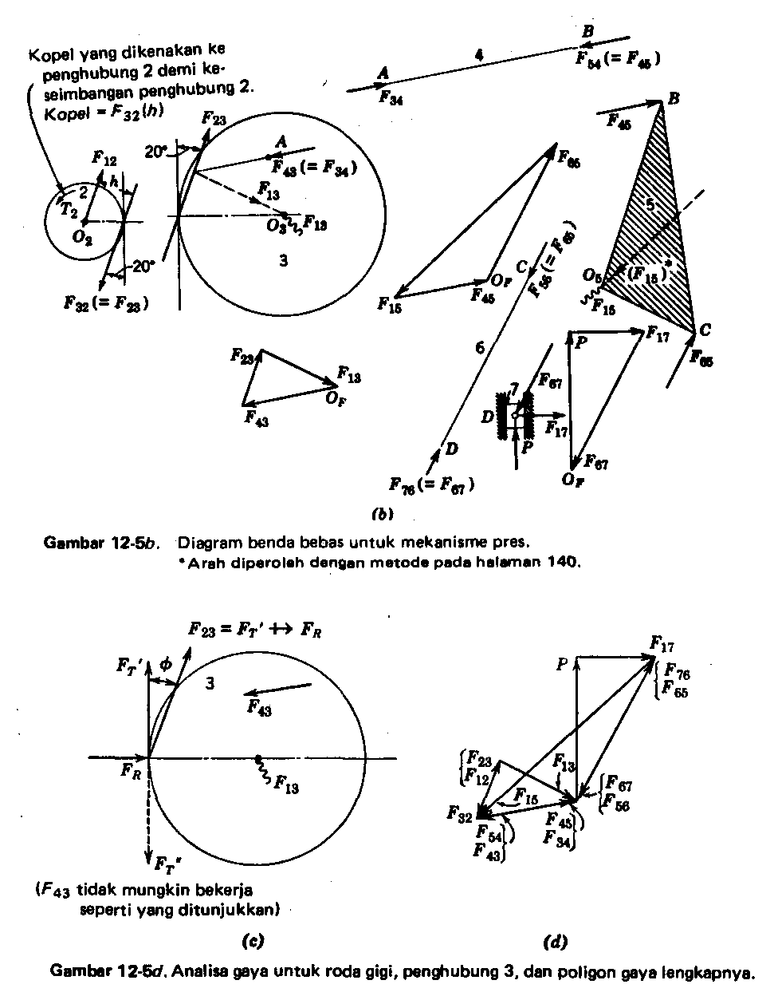 Kopel yang dikenakan ke
penghubung 2 demi ke-
seimbangan penghubung 2.
Kopel = F32(h)
B
4
F54 (= F45)
A
F34
F23
20°
A
F43 (= F34)
F12
h
2
T2
O2
F13
O3
F13
3
20°
F32 (= F23)
B
F45
5
O5
(F15)*
F15
C
F65
F65
F15
F45
OF
C
F56 (= F65)
6
D
F76 (= F67)
F23
F13
OF
F43
P
F17
7
F67
D
F17
P
F67
OF
(b)
Gambar 12-5b. Diagram benda bebas untuk mekanisme pres.
*Arah diperoleh dengan metode pada halaman 140.
F23 = FT' +→ FR
FT'
ϕ
3
F43
FR
F13
FT"
(F43 tidak mungkin bekerja
seperti yang ditunjukkan)
(c)
F17
P
F76
F65
F23
F12
F13
F15
F67
F56
F32
F54
F43
F45
F34
(d)
Gambar 12-5d. Analisa gaya untuk roda gigi, penghubung 3, dan poligon gaya lengkapnya.